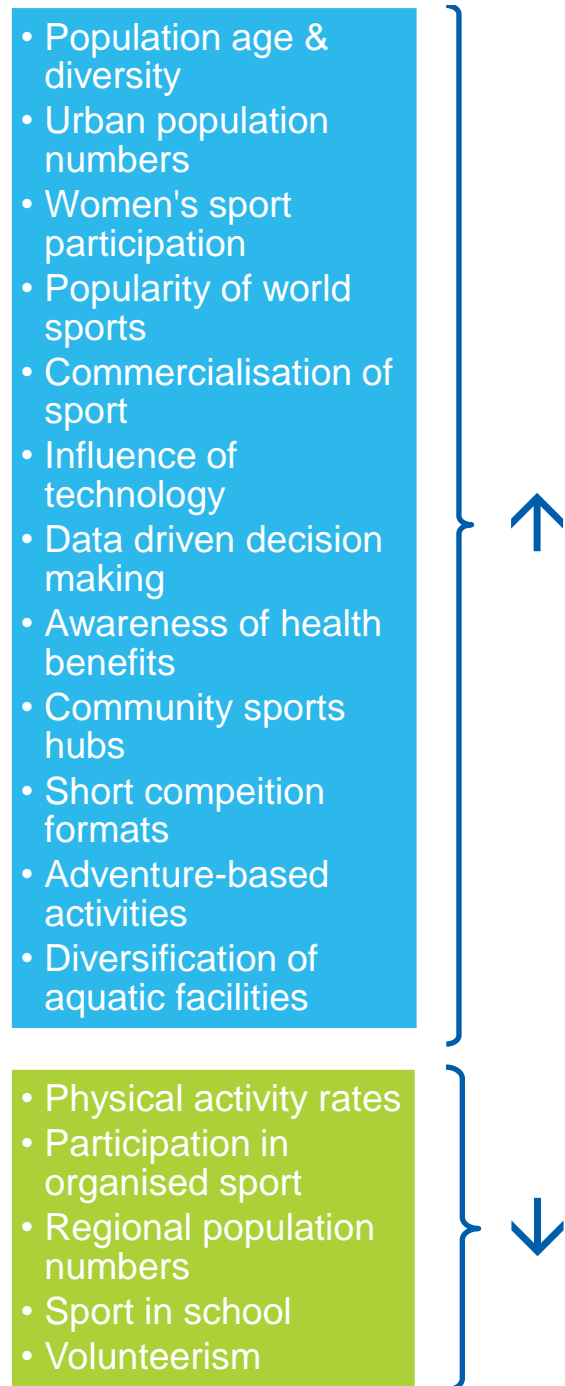 • Population age &
diversity
• Urban population
numbers
• Women's sport
participation
• Popularity of world
sports
• Commercialisation of
sport
• Influence of
technology
• Data driven decision
making
• Awareness of health
benefits
• Community sports
hubs
• Short compeition
formats
• Adventure-based
activities
• Diversification of
aquatic facilities
• Physical activity rates
• Participation in
organised sport
• Regional population
numbers
• Sport in school
• Volunteerism